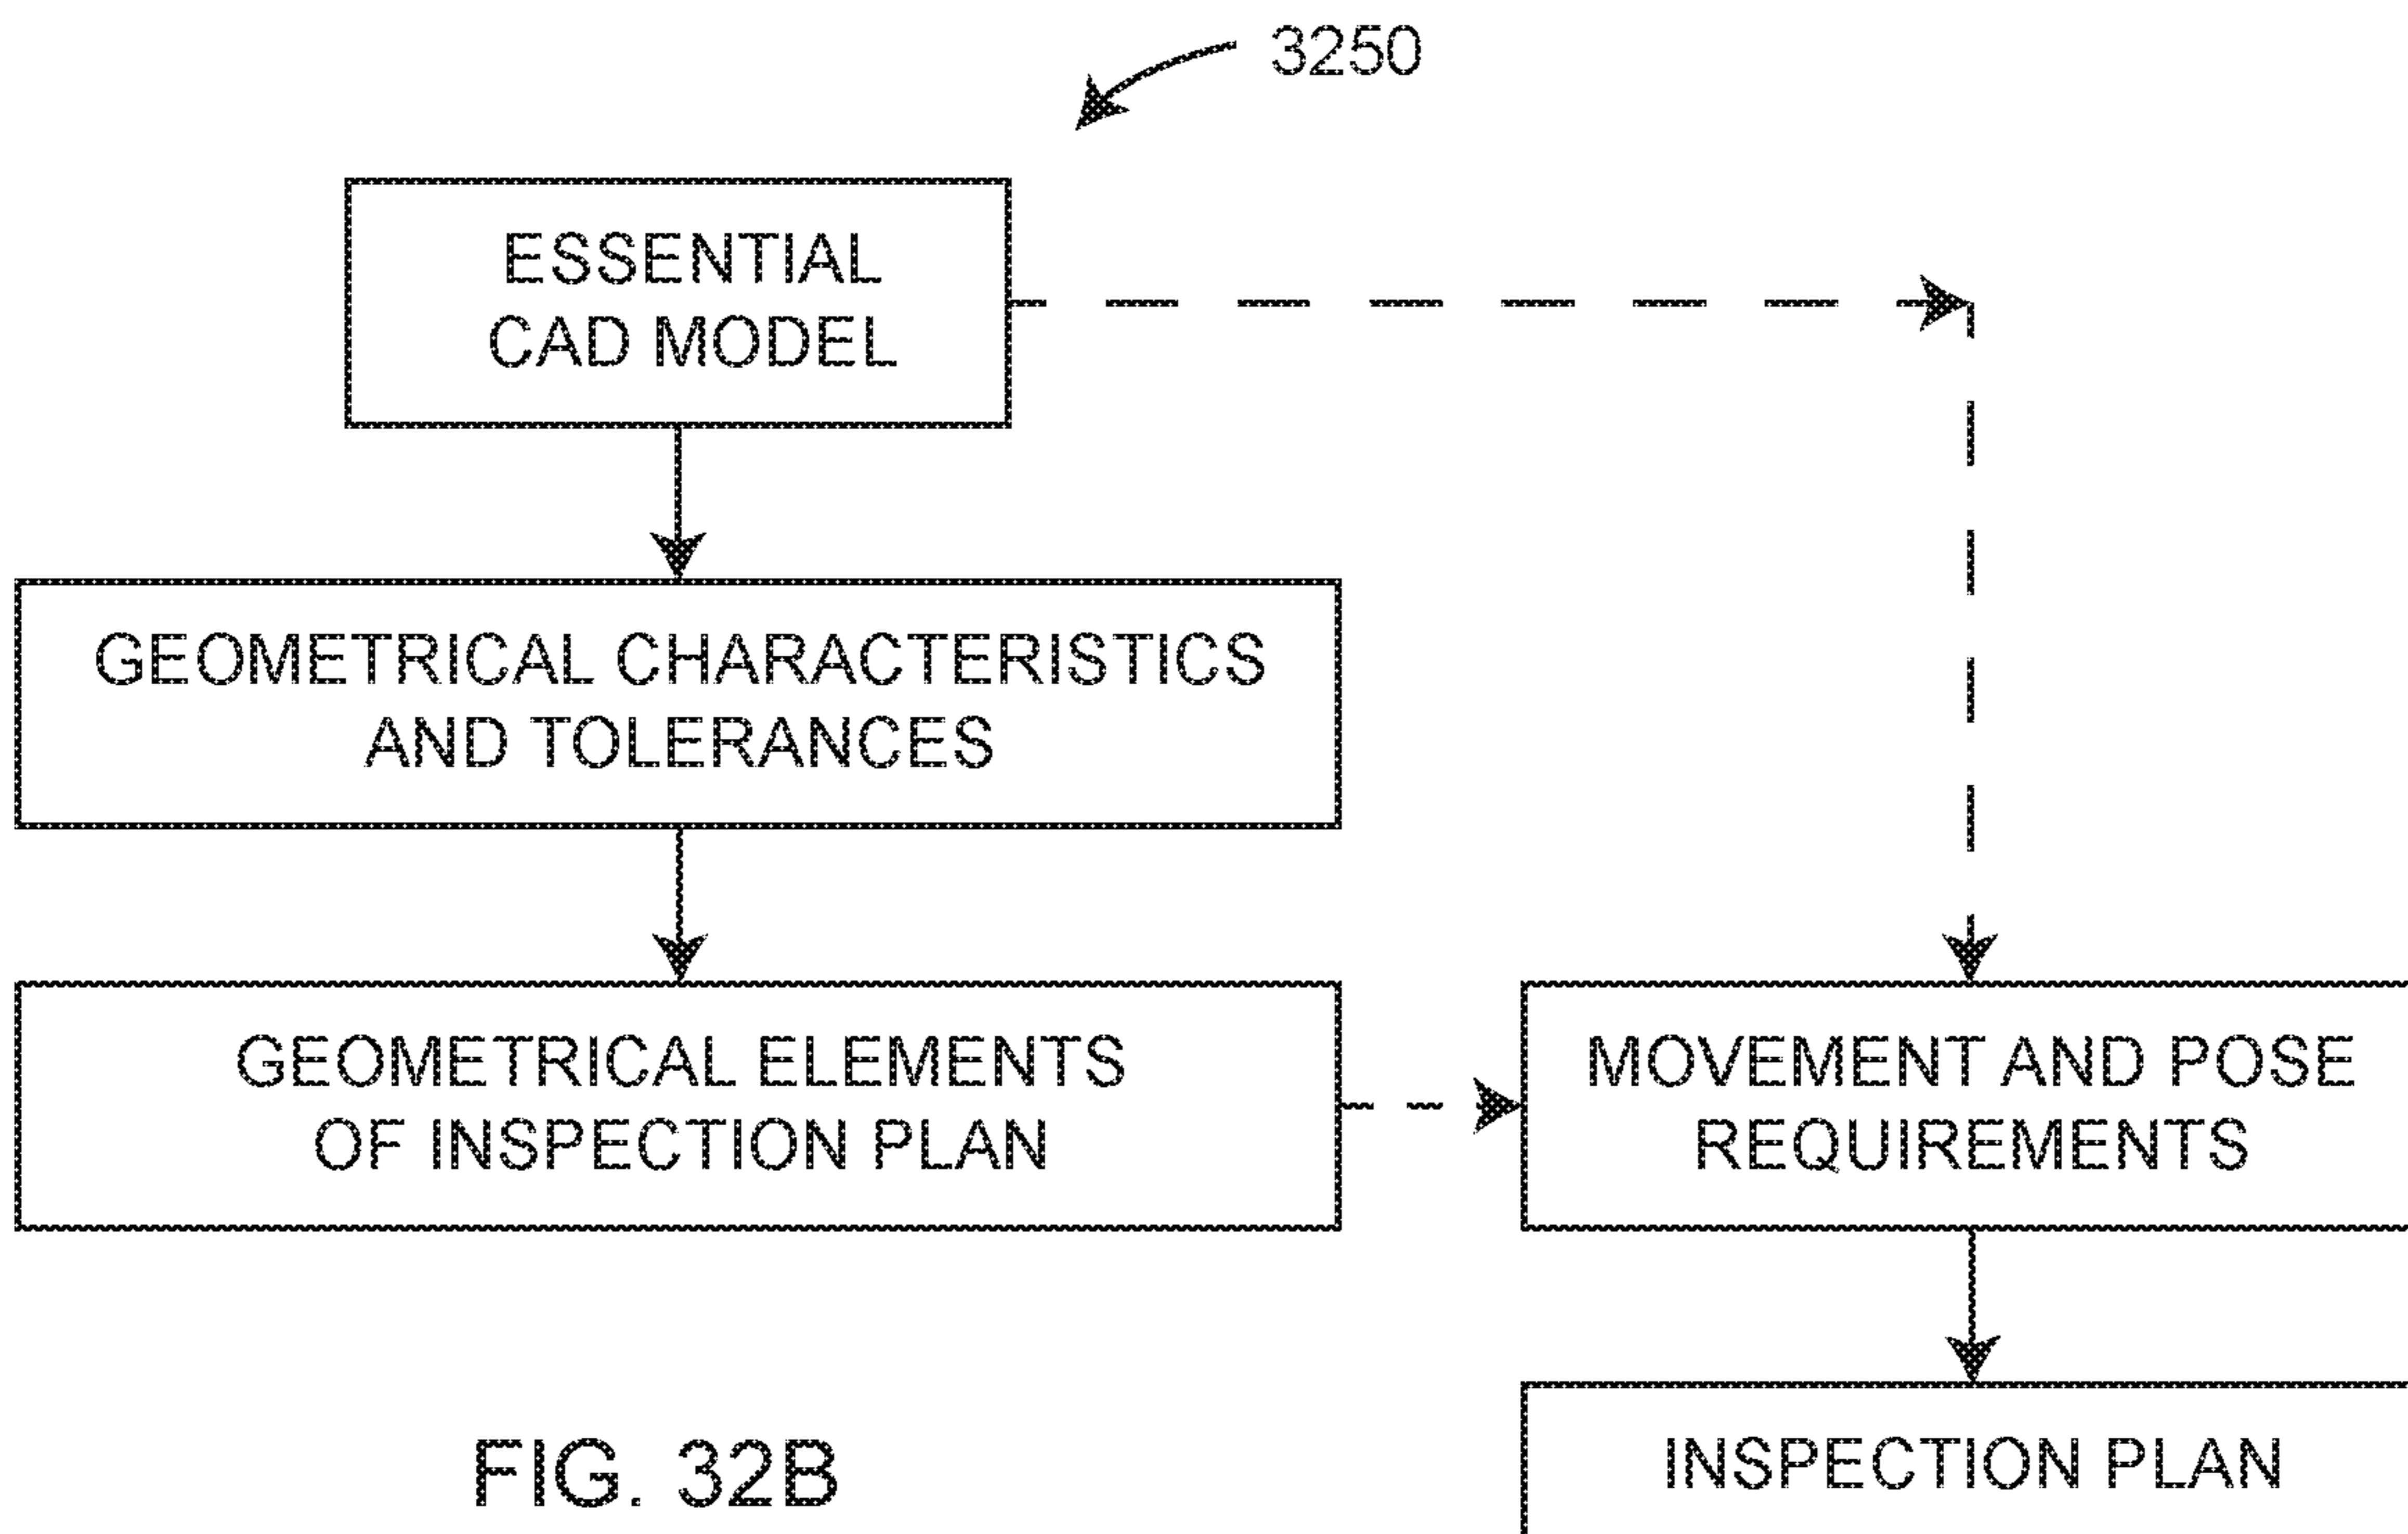 3250
ESSENTIAL
CAD MODEL
GEOMETRICAL CHARACTERISTICS
AND TOLERANCES
GEOMETRICAL ELEMENTS
OF INSPECTION PLAN
MOVEMENT AND POSE
REQUIREMENTS
INSPECTION PLAN
FIG. 32B